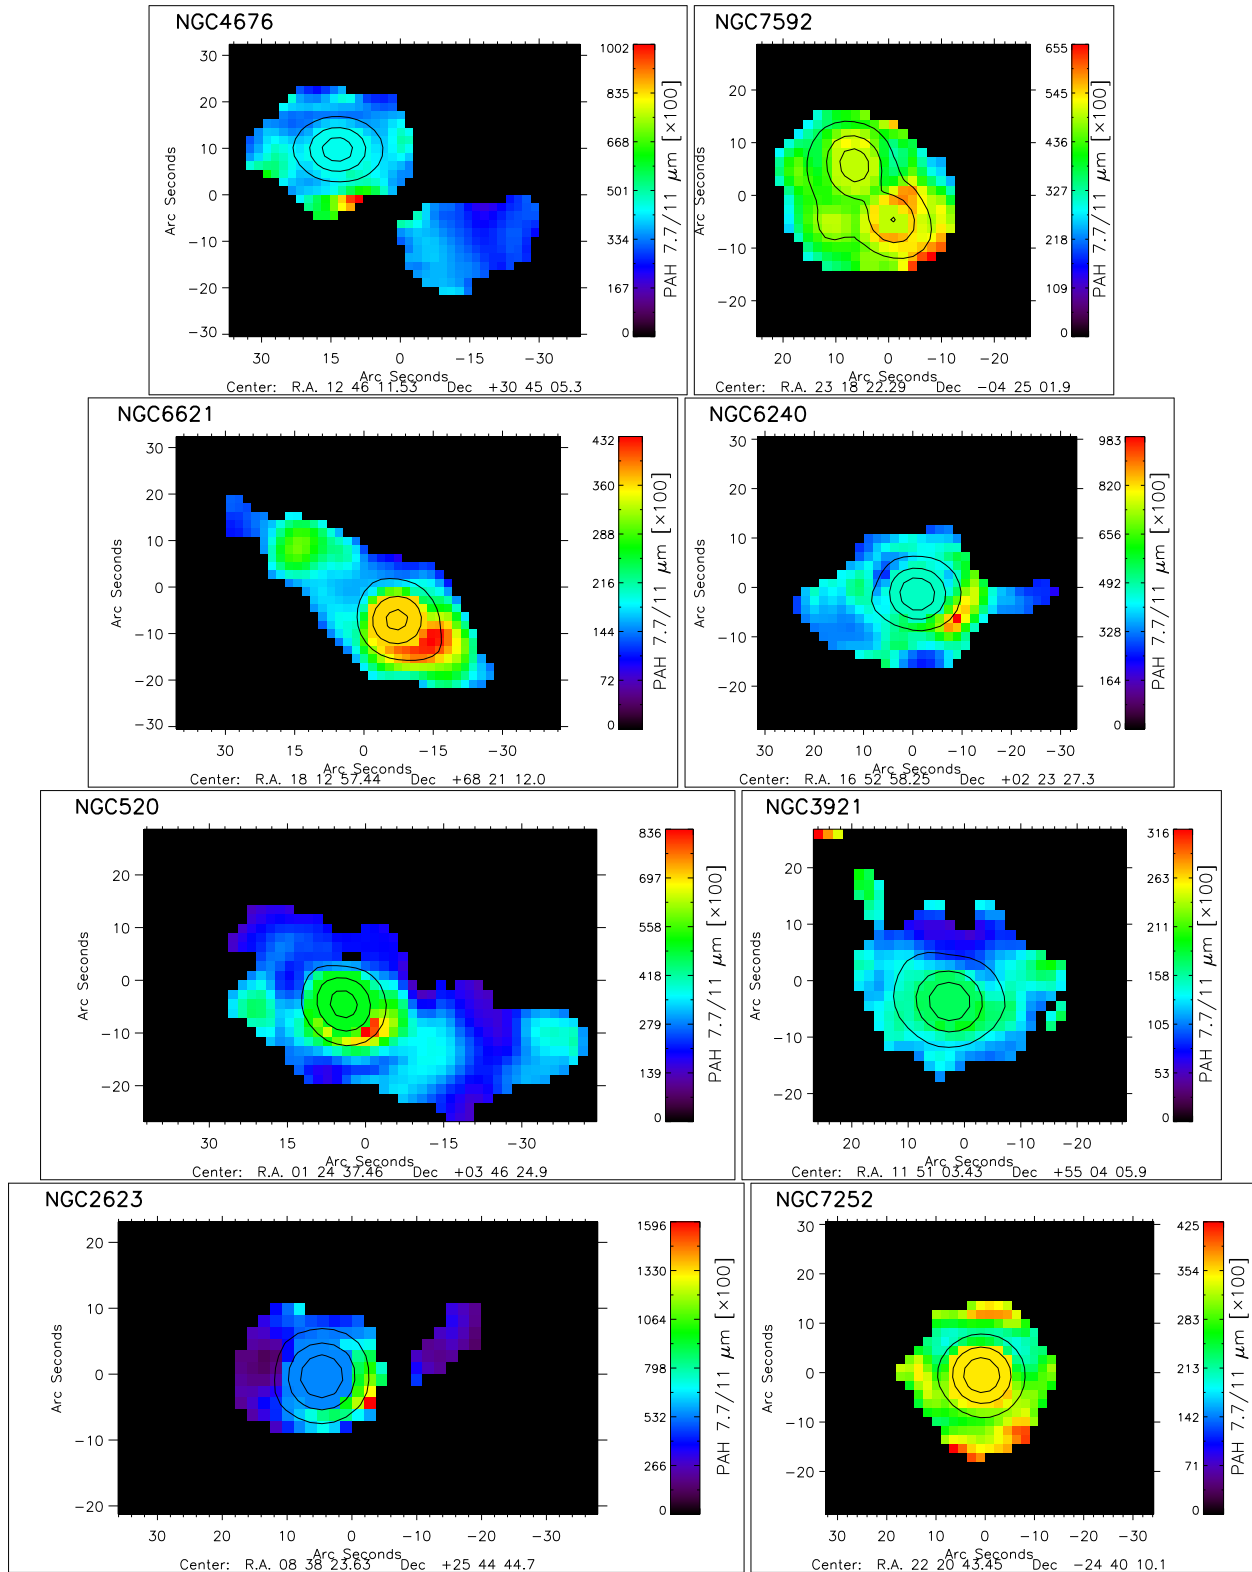 NGC4676
30
20
10
0
−10
−20
−30
Arc Seconds
30 15 0 −15 −30
Arc Seconds
Center: R.A. 12 46 11.53 Dec +30 45 05.3
1002
835
668
501
334
167
0
PAH 7.7/11 μm [×100]
NGC7592
20
10
0
−10
−20
Arc Seconds
20 10 0 −10 −20
Arc Seconds
Center: R.A. 23 18 22.29 Dec −04 25 01.9
655
545
436
327
218
109
0
PAH 7.7/11 μm [×100]
NGC6621
30
20
10
0
−10
−20
−30
Arc Seconds
30 15 0 −15 −30
Arc Seconds
Center: R.A. 18 12 57.44 Dec +68 21 12.0
432
360
288
216
144
72
0
PAH 7.7/11 μm [×100]
NGC6240
30
20
10
0
−10
−20
Arc Seconds
30 20 10 0 −10 −20 −30
Arc Seconds
Center: R.A. 16 52 58.25 Dec +02 23 27.3
983
820
656
492
328
164
0
PAH 7.7/11 μm [×100]
NGC520
20
10
0
−10
−20
Arc Seconds
30 15 0 −15 −30
Arc Seconds
Center: R.A. 01 24 37.46 Dec +03 46 24.9
836
697
558
418
279
139
0
PAH 7.7/11 μm [×100]
NGC3921
20
10
0
−10
−20
Arc Seconds
20 10 0 −10 −20
Arc Seconds
Center: R.A. 11 51 03.43 Dec +55 04 05.9
316
263
211
158
105
53
0
PAH 7.7/11 μm [×100]
NGC2623
20
10
0
−10
−20
Arc Seconds
30 20 10 0 −10 −20 −30
Arc Seconds
Center: R.A. 08 38 23.63 Dec +25 44 44.7
1596
1330
1064
798
532
266
0
PAH 7.7/11 μm [×100]
NGC7252
30
20
10
0
−10
−20
Arc Seconds
30 20 10 0 −10 −20 −30
Arc Seconds
Center: R.A. 22 20 43.45 Dec −24 40 10.1
425
354
283
213
142
71
0
PAH 7.7/11 μm [×100]